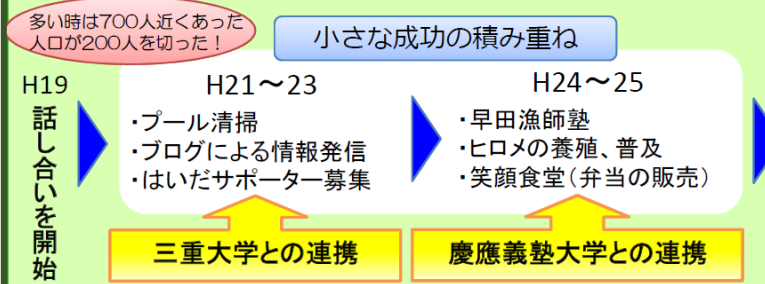 多い時は700人近くあった
人口が200人を切った！
小さな成功の積み重ね
H19
話し合いを開始
H21～23
・プール清掃
・ブログによる情報発信
・はいだサポーター募集
三重大学との連携
H24～25
・早田漁師塾
・ヒロメの養殖、普及
・笑顔食堂（弁当の販売）
慶應義塾大学との連携